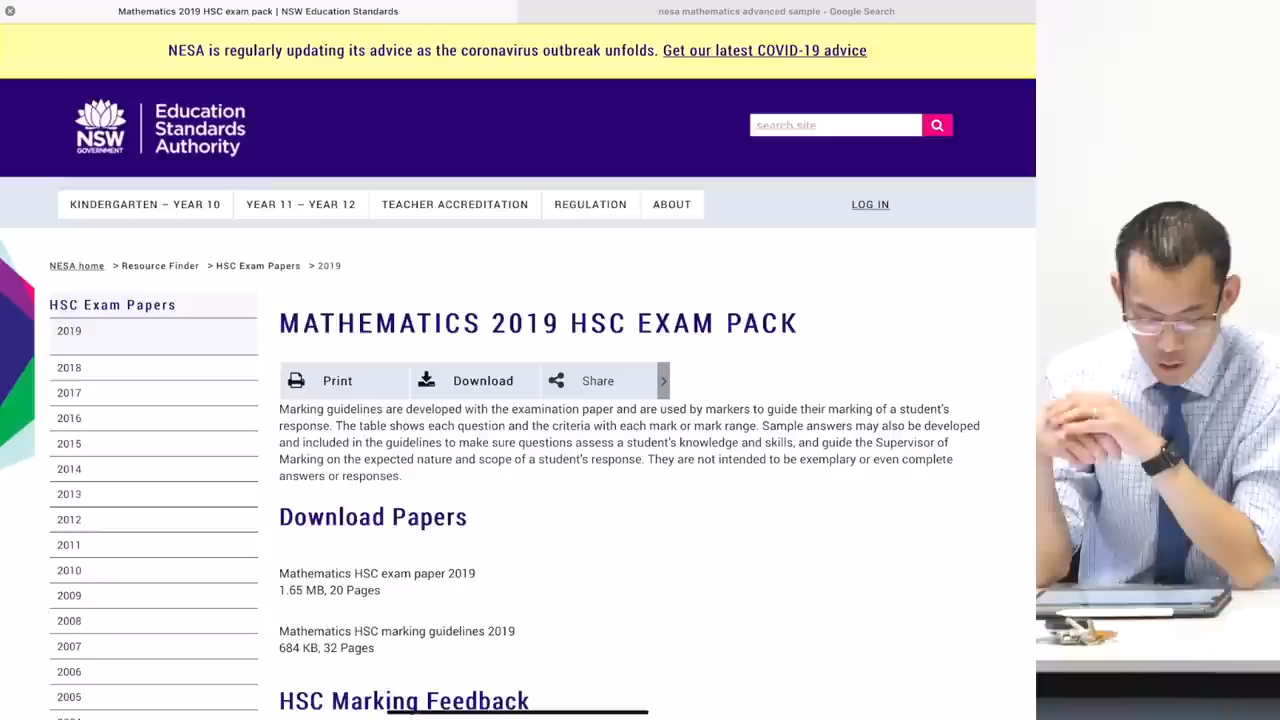 Mathematics 2019 HSC exam pack | NSW Education Standards
nesa mathematics advanced sample - Google Search
NESA is regularly updating its advice as the coronavirus outbreak unfolds. Get our latest COVID-19 advice
NSW
GOVERNMENT
Education
Standards
Authority
search site
KINDERGARTEN – YEAR 10
YEAR 11 – YEAR 12
TEACHER ACCREDITATION
REGULATION
ABOUT
LOG IN
NESA home > Resource Finder > HSC Exam Papers > 2019
HSC Exam Papers
2019
2018
2017
2016
2015
2014
2013
2012
2011
2010
2009
2008
2007
2006
2005
MATHEMATICS 2019 HSC EXAM PACK
Print
Download
Share
Marking guidelines are developed with the examination paper and are used by markers to guide their marking of a student's
response. The table shows each question and the criteria with each mark or mark range. Sample answers may also be developed
and included in the guidelines to make sure questions assess a student's knowledge and skills, and guide the Supervisor of
Marking on the expected nature and scope of a student's response. They are not intended to be exemplary or even complete
answers or responses.
Download Papers
Mathematics HSC exam paper 2019
1.65 MB, 20 Pages
Mathematics HSC marking guidelines 2019
684 KB, 32 Pages
HSC Marking Feedback